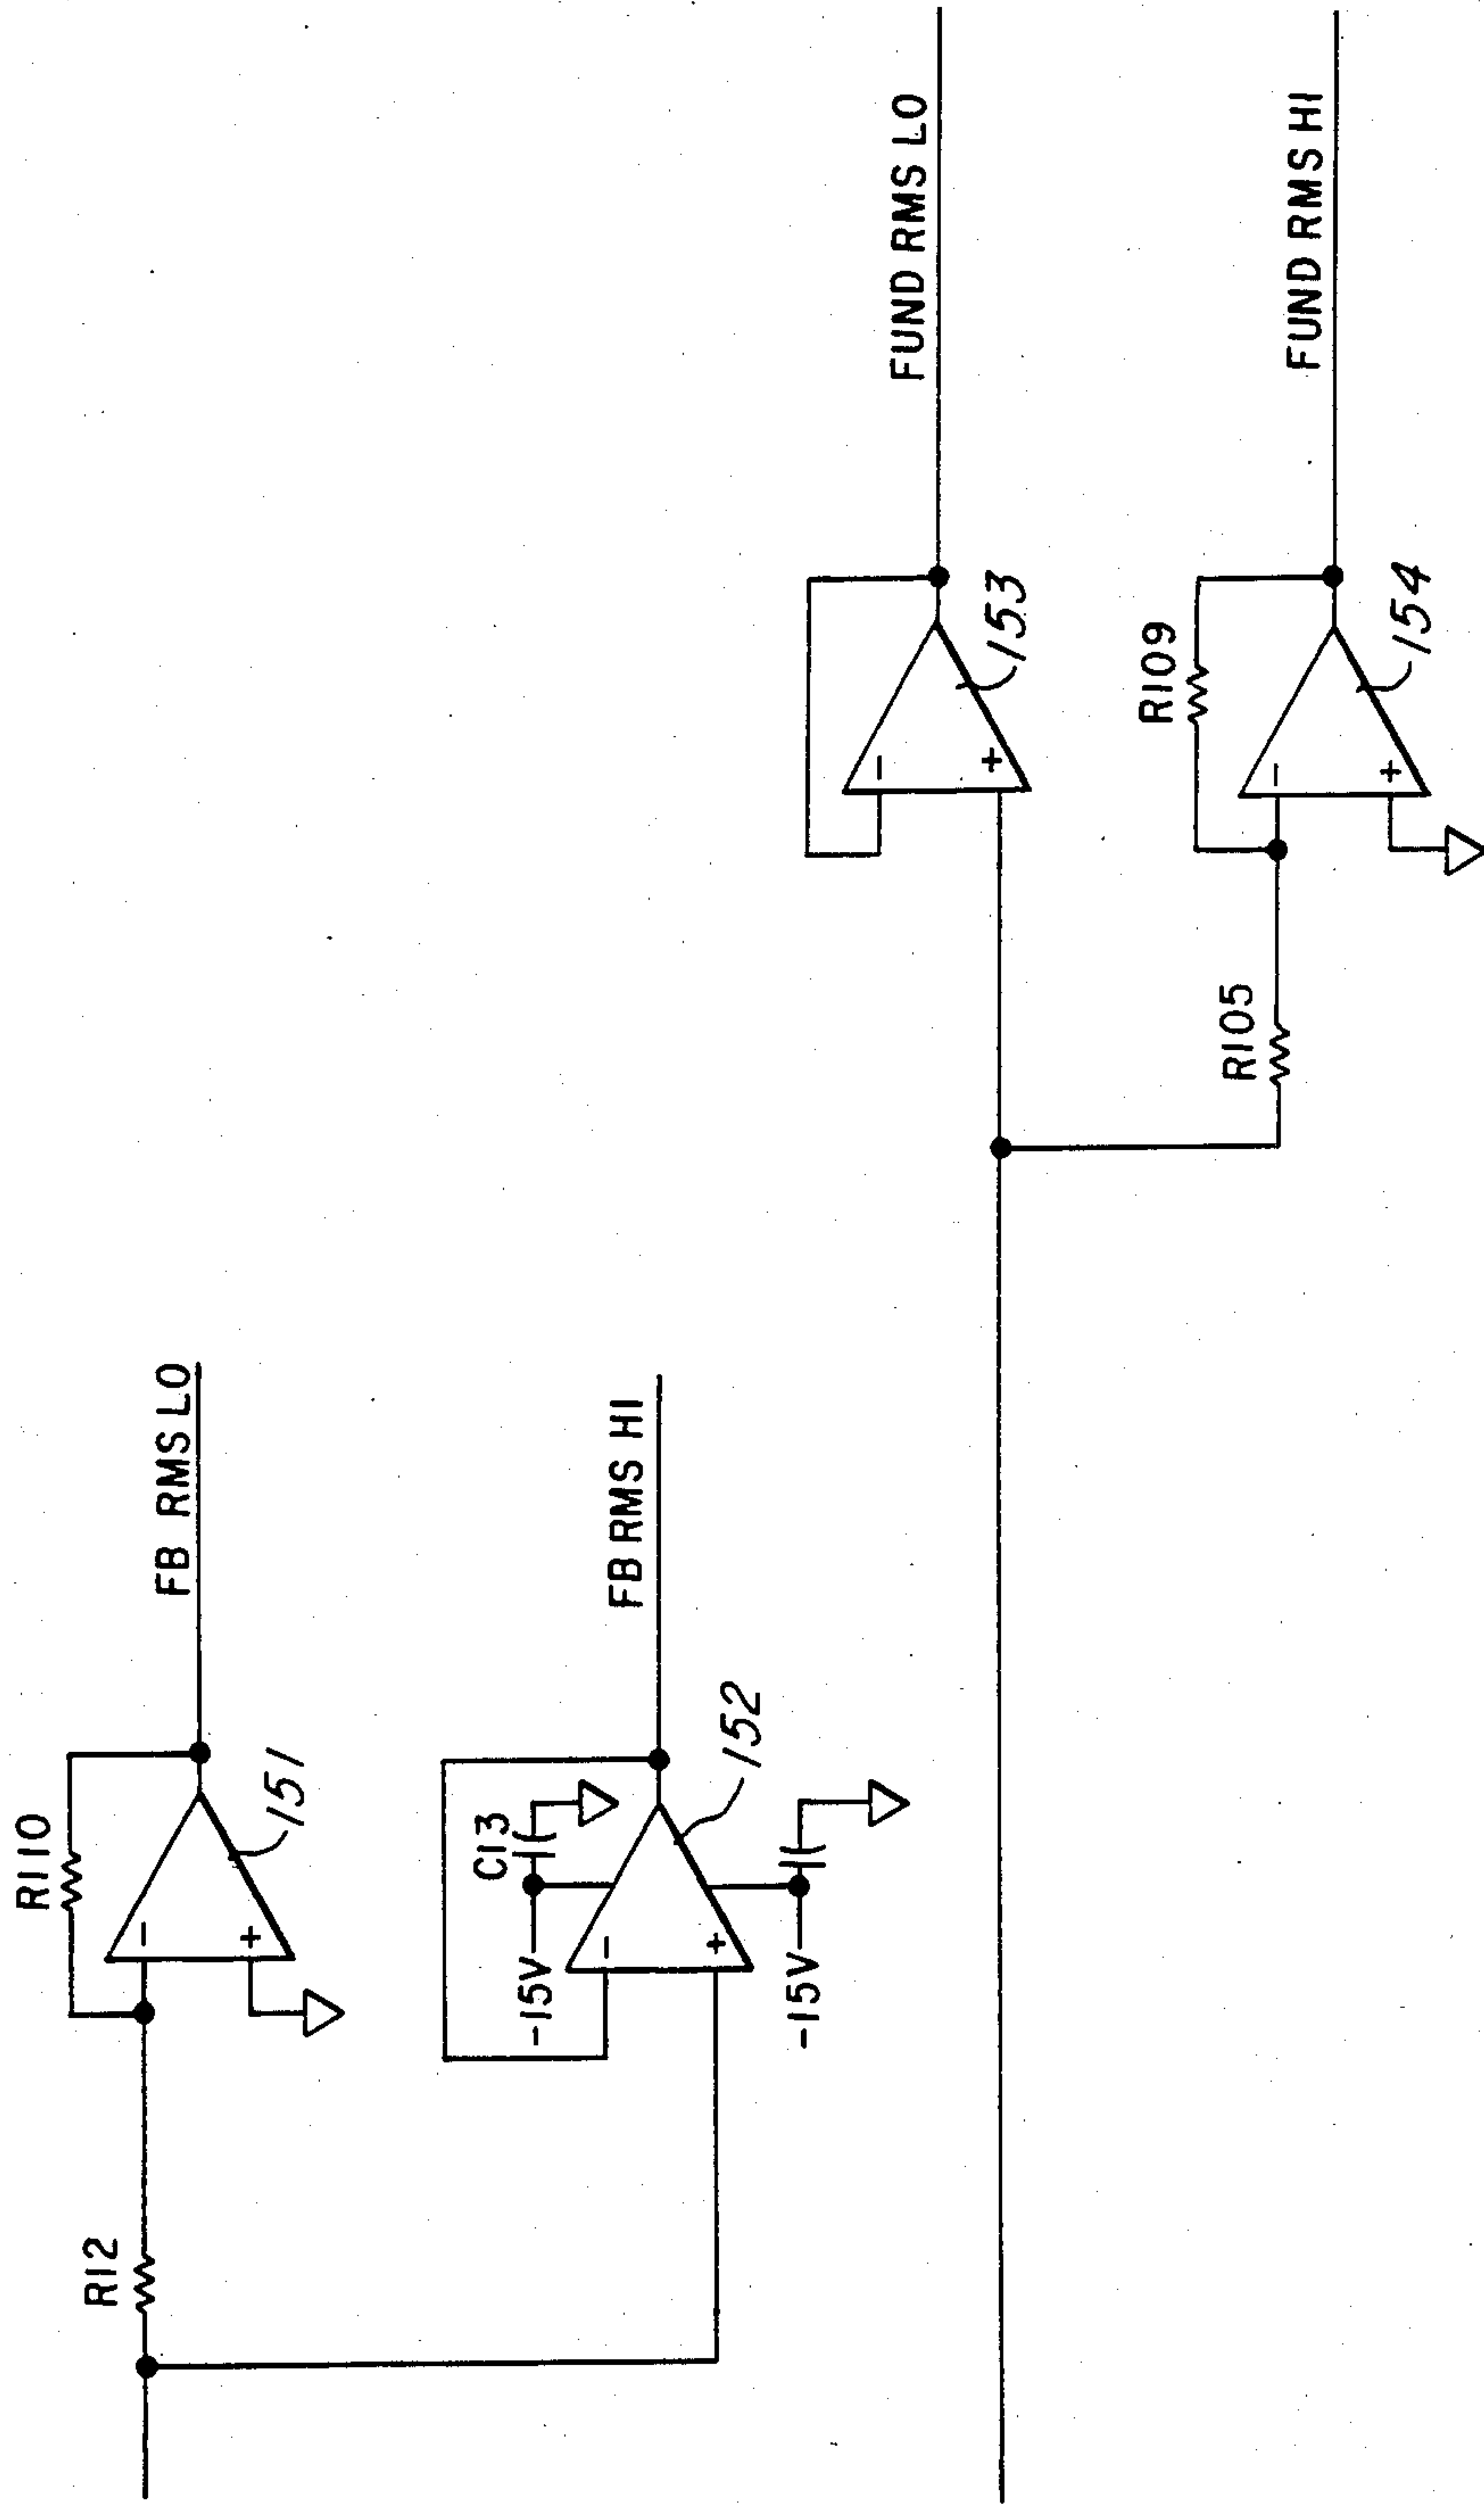 R110
R12
-
+
151
FB RMS LO
C13
-15V
-
+
-15V
152
FB RMS HI
-
+
153
FUND RMS LO
R105
R109
-
+
154
FUND RMS HI